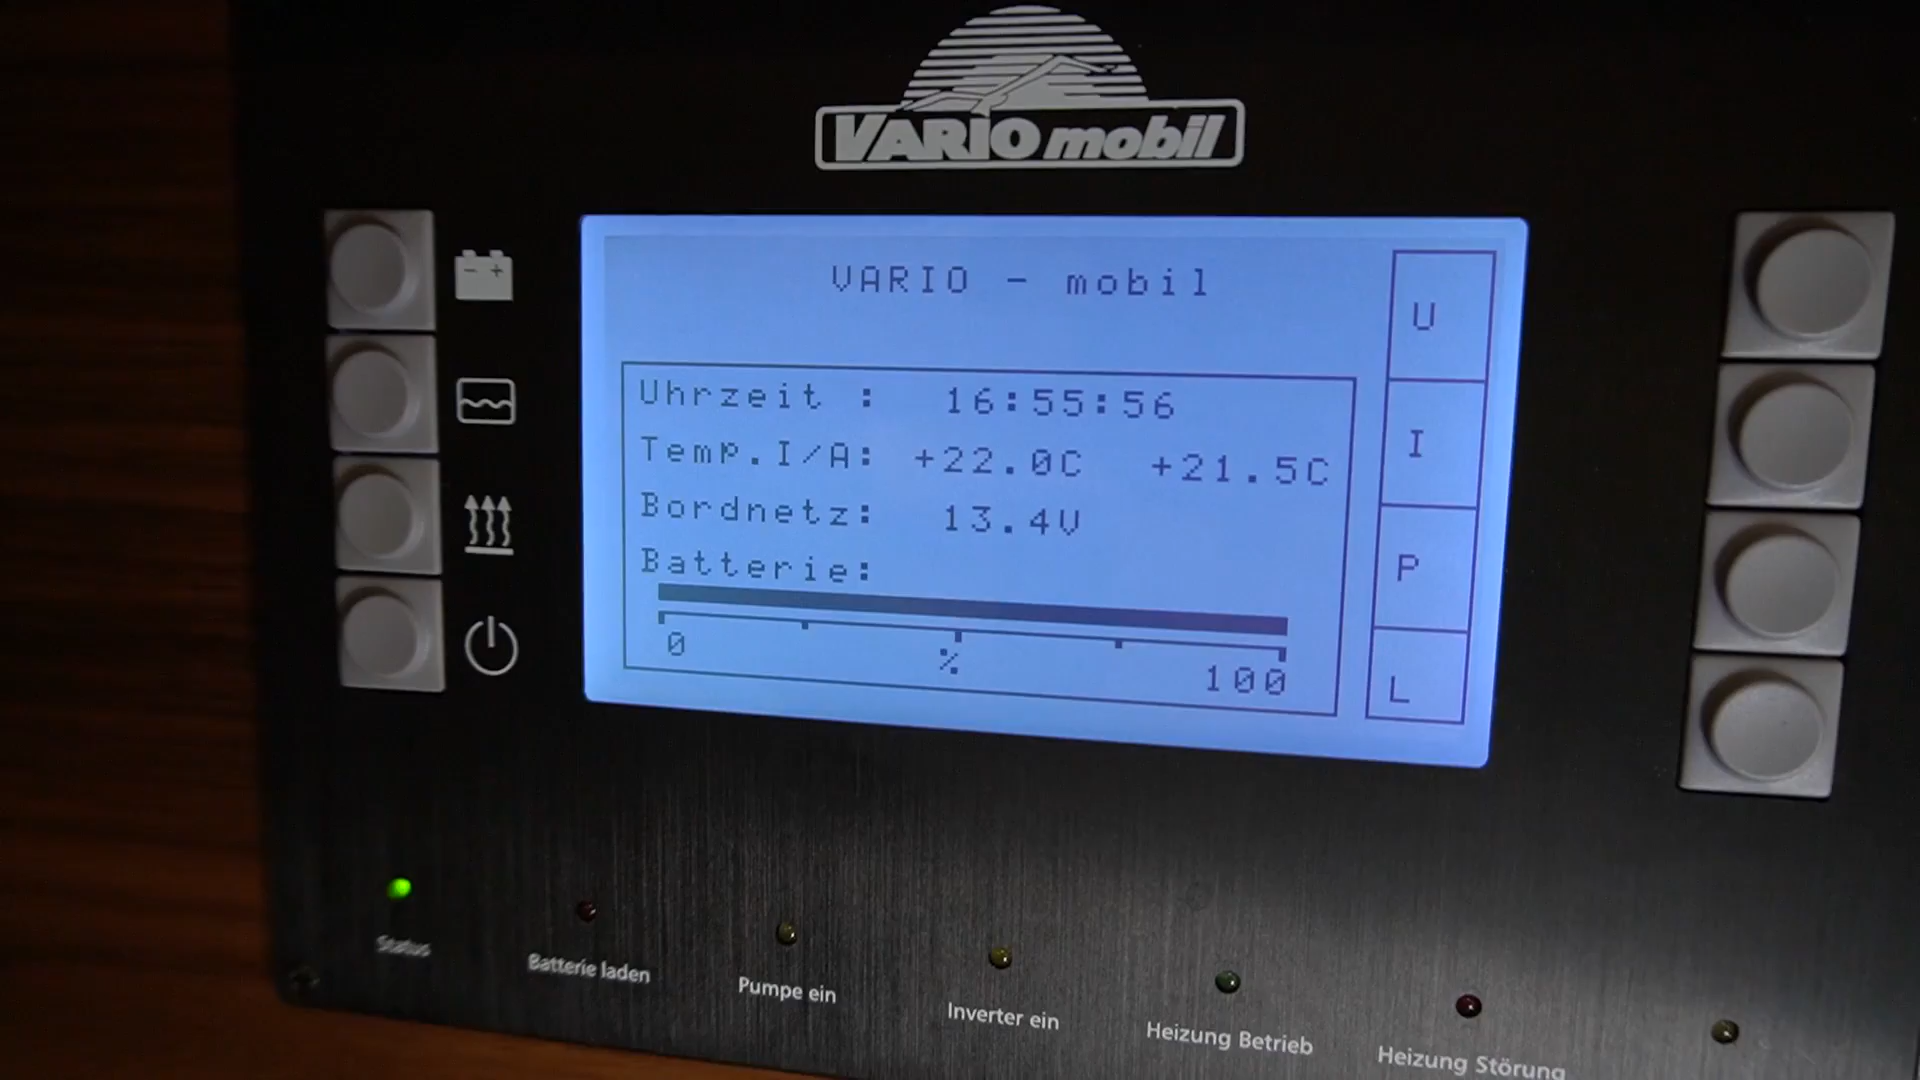 VARIO mobil
VARIO - mobil
Uhrzeit : 16:55:56
Temp.I/A: +22.0C +21.5C
Bordnetz: 13.4V
Batterie:
0 % 100
U
I
P
L
- +
Status
Batterie laden
Pumpe ein
Inverter ein
Heizung Betrieb
Heizung Störung